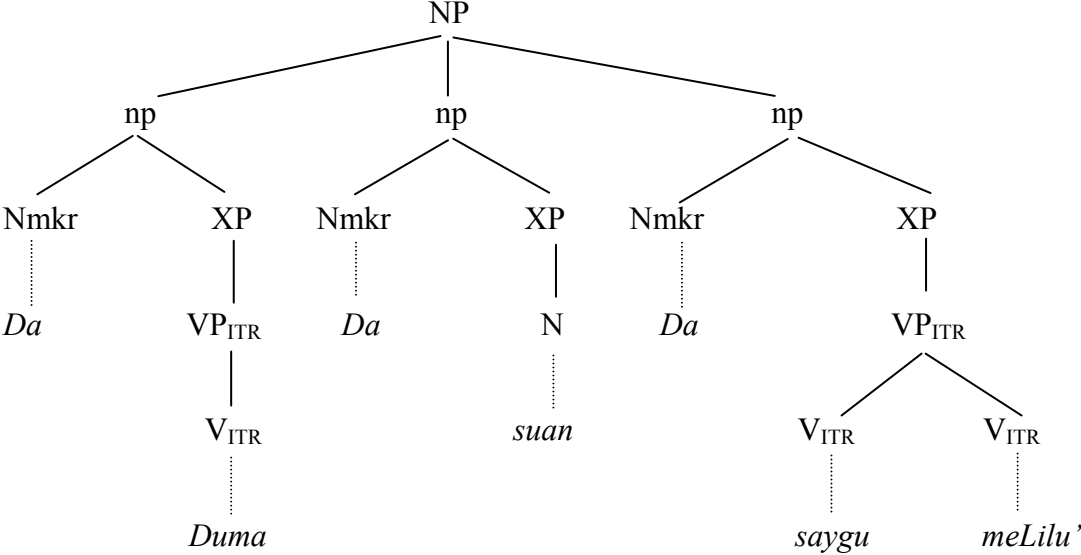 NP
np np np
Nmkr XP Nmkr XP Nmkr XP
Da VPITR Da N Da VPITR
VITR suan VITR VITR
Duma saygu meLilu’